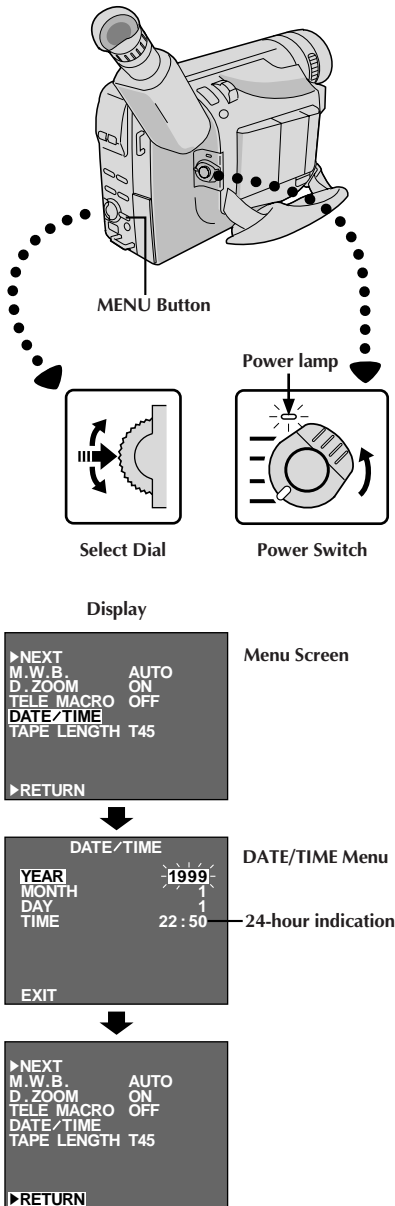 MENU Button
Power lamp
Select Dial
Power Switch
Display
Menu Screen
▶NEXT
M.W.B. AUTO
D.ZOOM ON
TELE MACRO OFF
DATE/TIME
TAPE LENGTH T45
▶RETURN
DATE/TIME Menu
DATE/TIME
YEAR 1999
MONTH 1
DAY 1
TIME 22:50
24-hour indication
EXIT
▶NEXT
M.W.B. AUTO
D.ZOOM ON
TELE MACRO OFF
DATE/TIME
TAPE LENGTH T45
▶RETURN